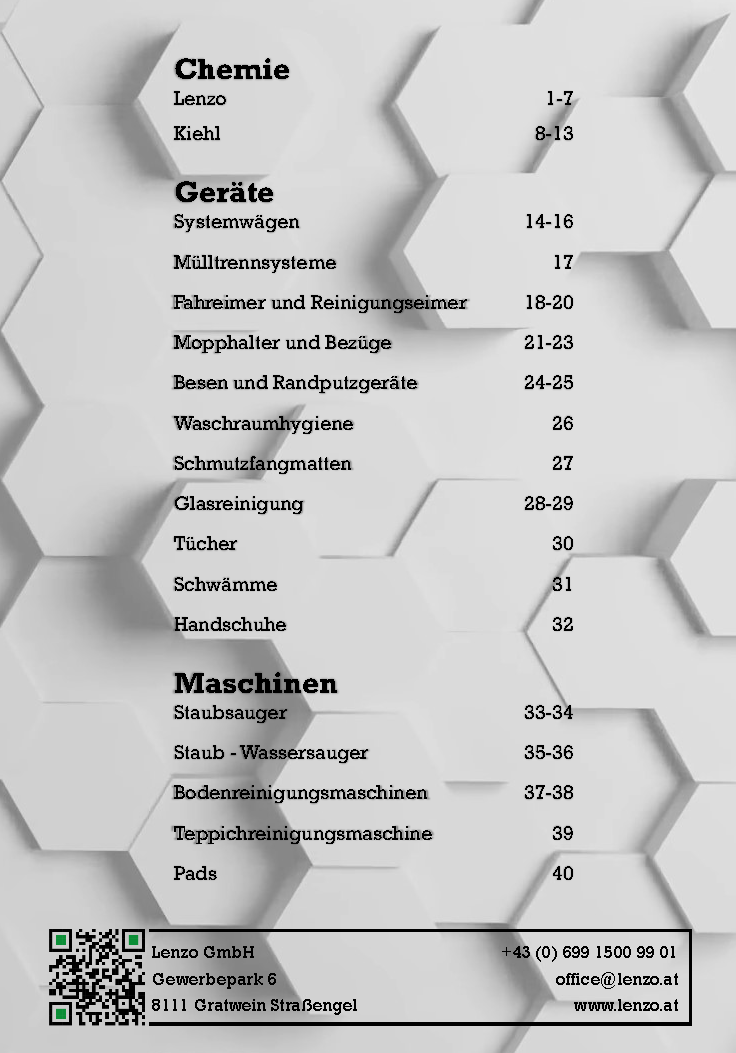 Chemie
Lenzo 1-7
Kiehl 8-13
Geräte
Systemwägen 14-16
Mülltrennsysteme 17
Fahreimer und Reinigungseimer 18-20
Mopphalter und Bezüge 21-23
Besen und Randputzgeräte 24-25
Waschraumhygiene 26
Schmutzfangmatten 27
Glasreinigung 28-29
Tücher 30
Schwämme 31
Handschuhe 32
Maschinen
Staubsauger 33-34
Staub - Wassersauger 35-36
Bodenreinigungsmaschinen 37-38
Teppichreinigungsmaschine 39
Pads 40
Lenzo GmbH +43 (0) 699 1500 99 01
Gewerbepark 6 office@lenzo.at
8111 Gratwein Straßengel www.lenzo.at